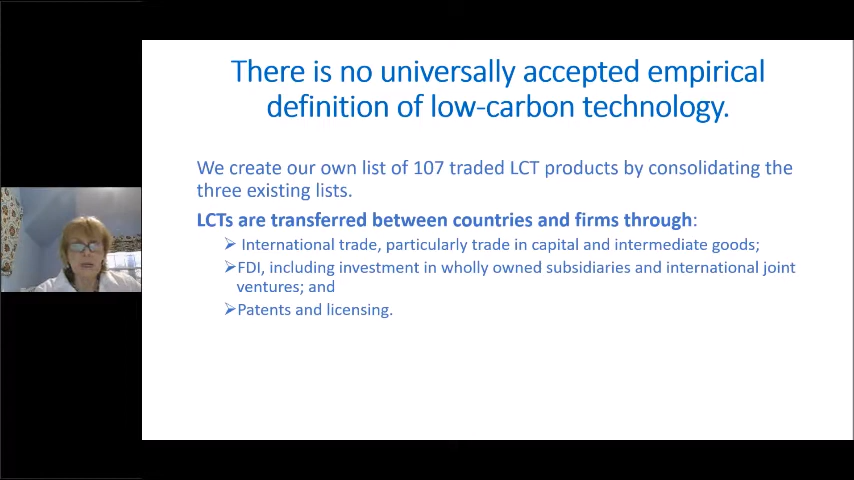 There is no universally accepted empirical
definition of low-carbon technology.
We create our own list of 107 traded LCT products by consolidating the
three existing lists.
LCTs are transferred between countries and firms through:
International trade, particularly trade in capital and intermediate goods;
FDI, including investment in wholly owned subsidiaries and international joint
ventures; and
Patents and licensing.